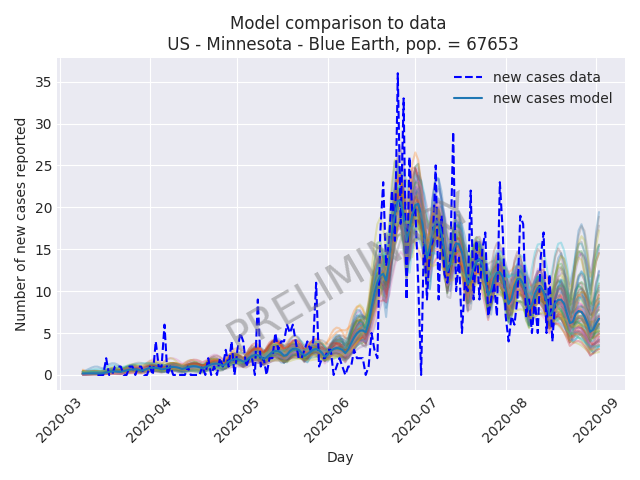 Model comparison to data
US - Minnesota - Blue Earth, pop. = 67653
new cases data
new cases model
Number of new cases reported
35
30
25
20
15
10
5
0
PRELIMINARY
2020-03
2020-04
2020-05
2020-06
2020-07
2020-08
2020-09
Day